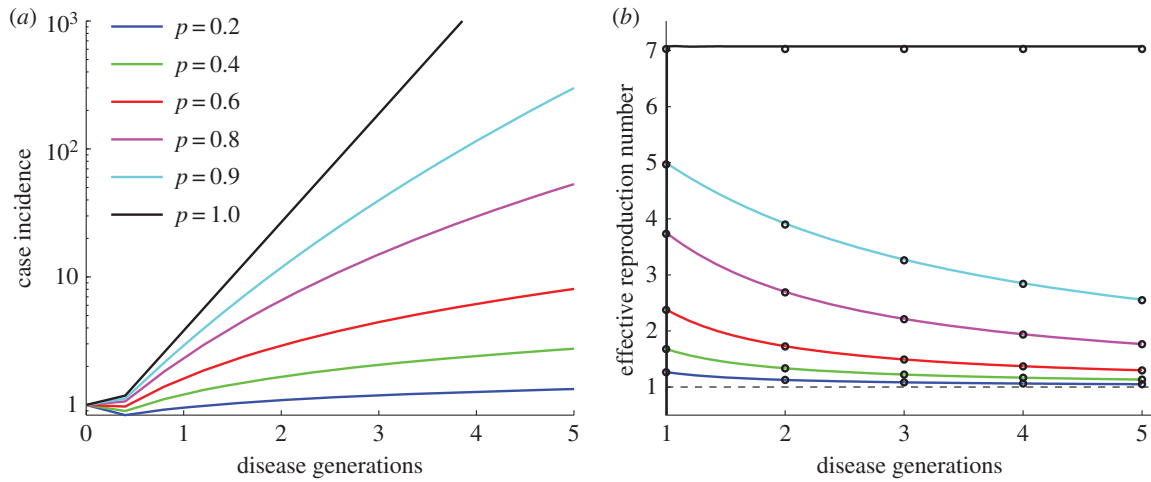 (a)
10³
10²
10
1
case incidence
p = 0.2
p = 0.4
p = 0.6
p = 0.8
p = 0.9
p = 1.0
0 1 2 3 4 5
disease generations
(b)
7
6
5
4
3
2
1
effective reproduction number
1 2 3 4 5
disease generations